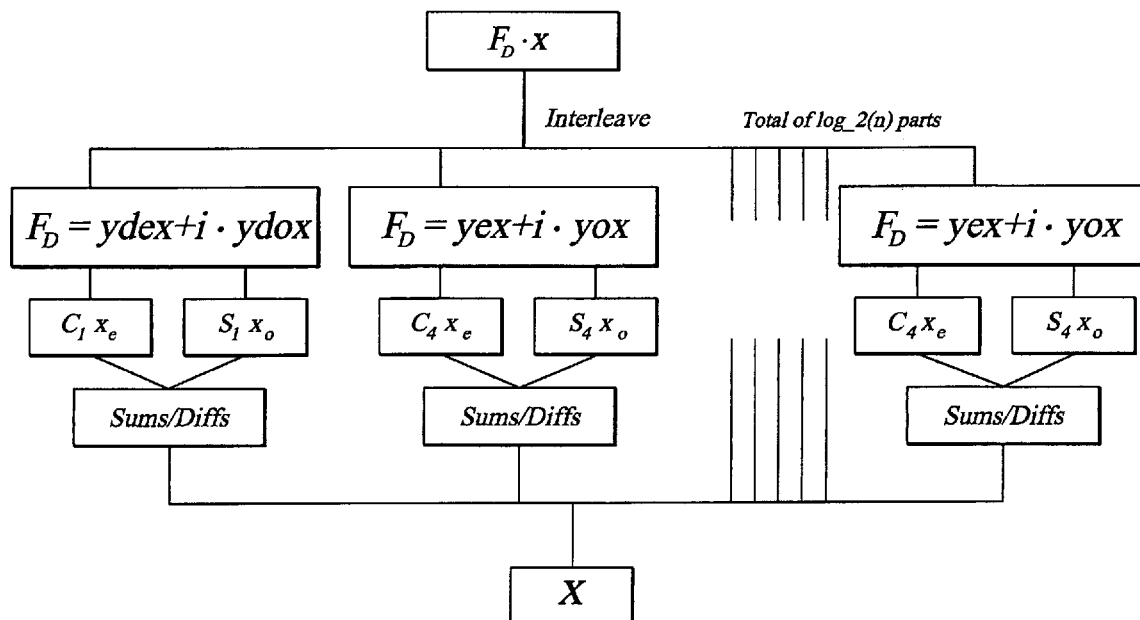 F_D · x
Interleave
Total of log_2(n) parts
F_D = ydex+i · ydox
F_D = yex+i · yox
F_D = yex+i · yox
C_1 x_e
S_1 x_o
C_4 x_e
S_4 x_o
C_4 x_e
S_4 x_o
Sums/Diffs
Sums/Diffs
Sums/Diffs
X